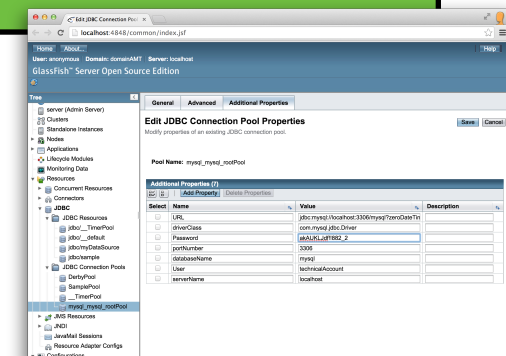 Edit JDBC Connection Pool
localhost:4848/common/index.jsf
Home About... Help
User: anonymous Domain: domainAMT Server: localhost
GlassFish™ Server Open Source Edition
Tree
server (Admin Server)
Clusters
Standalone Instances
Nodes
Applications
Lifecycle Modules
Monitoring Data
Resources
Concurrent Resources
Connectors
JDBC
JDBC Resources
jdbc/__TimerPool
jdbc/__default
jdbc/myDataSource
jdbc/sample
JDBC Connection Pools
DerbyPool
SamplePool
__TimerPool
mysql_mysql_rootPool
JMS Resources
JNDI
JavaMail Sessions
Resource Adapter Configs
Configurations
General Advanced Additional Properties
Edit JDBC Connection Pool Properties
Save Cancel
Modify properties of an existing JDBC connection pool.
Pool Name: mysql_mysql_rootPool
Additional Properties (7)
Add Property Delete Properties
Select Name Value Description
URL jdbc:mysql://localhost:3306/mysql?zeroDateTin
driverClass com.mysql.jdbc.Driver
Password
portNumber 3306
databaseName mysql
User technicalAccount
serverName localhost